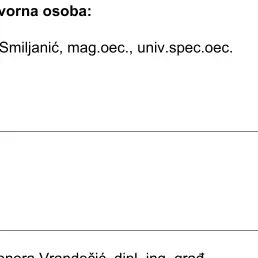 vorna osoba:
Smiljanić, mag.oec., univ.spec.oec.
Vrandečić, dipl. ing. građ.